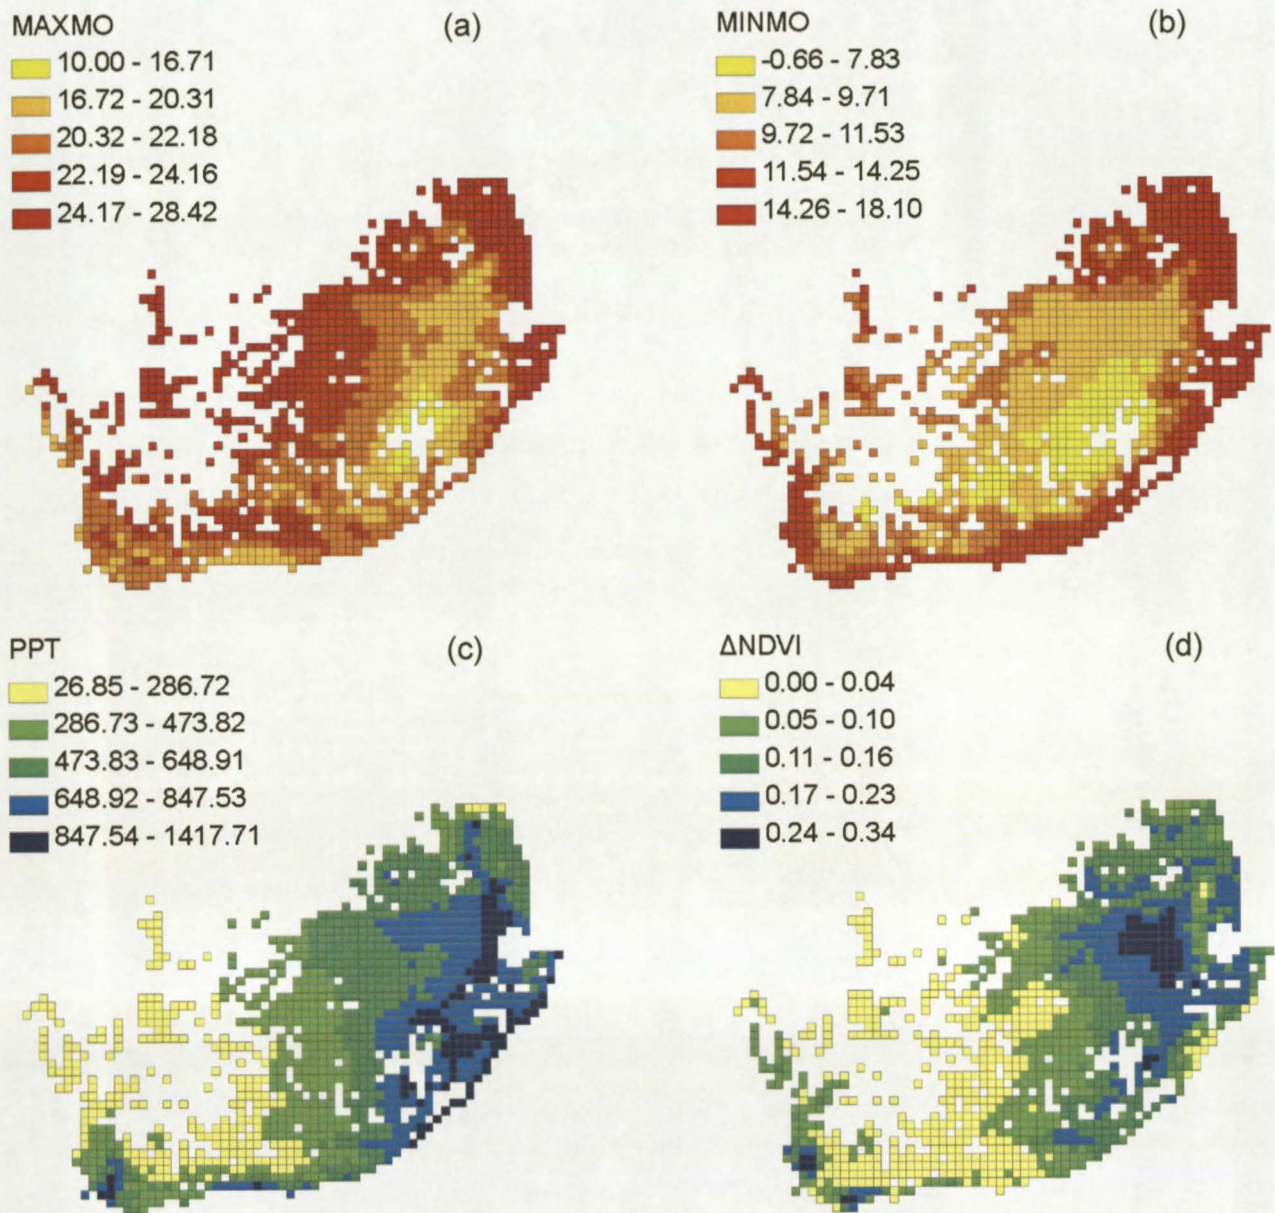 MAXMO
(a)
10.00 - 16.71
16.72 - 20.31
20.32 - 22.18
22.19 - 24.16
24.17 - 28.42
MINMO
(b)
-0.66 - 7.83
7.84 - 9.71
9.72 - 11.53
11.54 - 14.25
14.26 - 18.10
PPT
(c)
26.85 - 286.72
286.73 - 473.82
473.83 - 648.91
648.92 - 847.53
847.54 - 1417.71
ΔNDVI
(d)
0.00 - 0.04
0.05 - 0.10
0.11 - 0.16
0.17 - 0.23
0.24 - 0.34